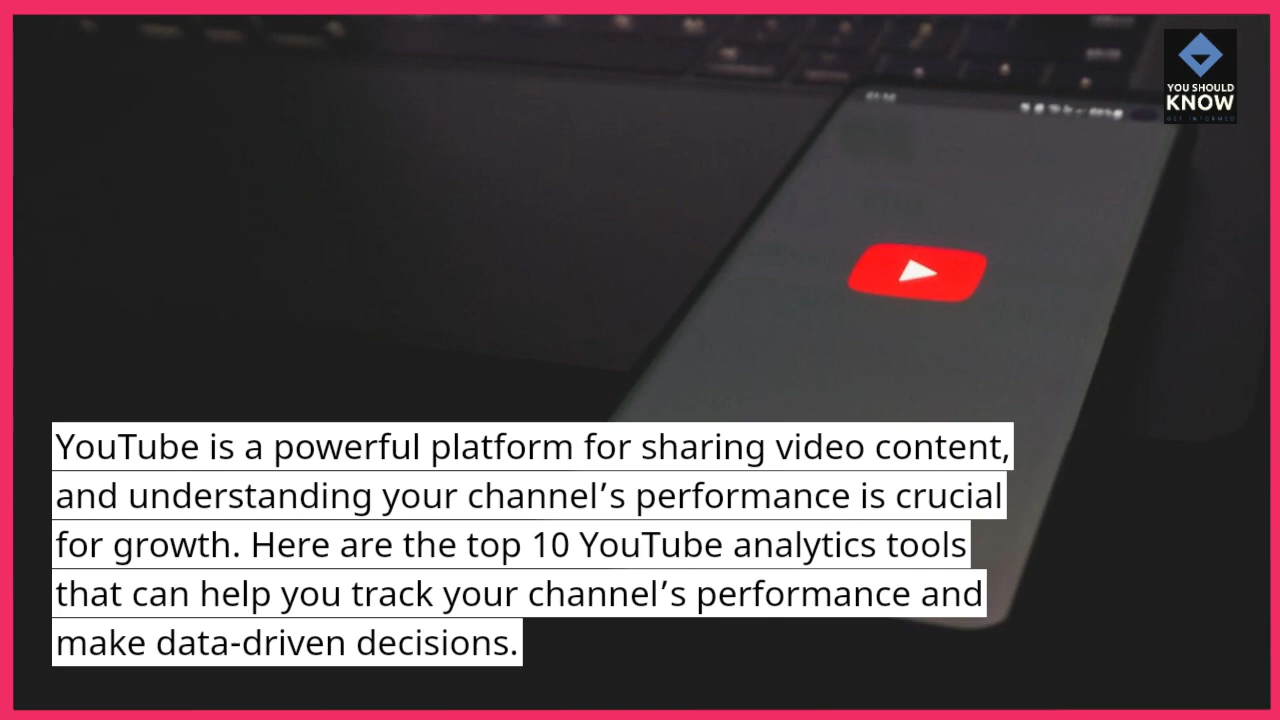 YOU SHOULD
KNOW
GET INFORMED
YouTube is a powerful platform for sharing video content,
and understanding your channel’s performance is crucial
for growth. Here are the top 10 YouTube analytics tools
that can help you track your channel’s performance and
make data-driven decisions.